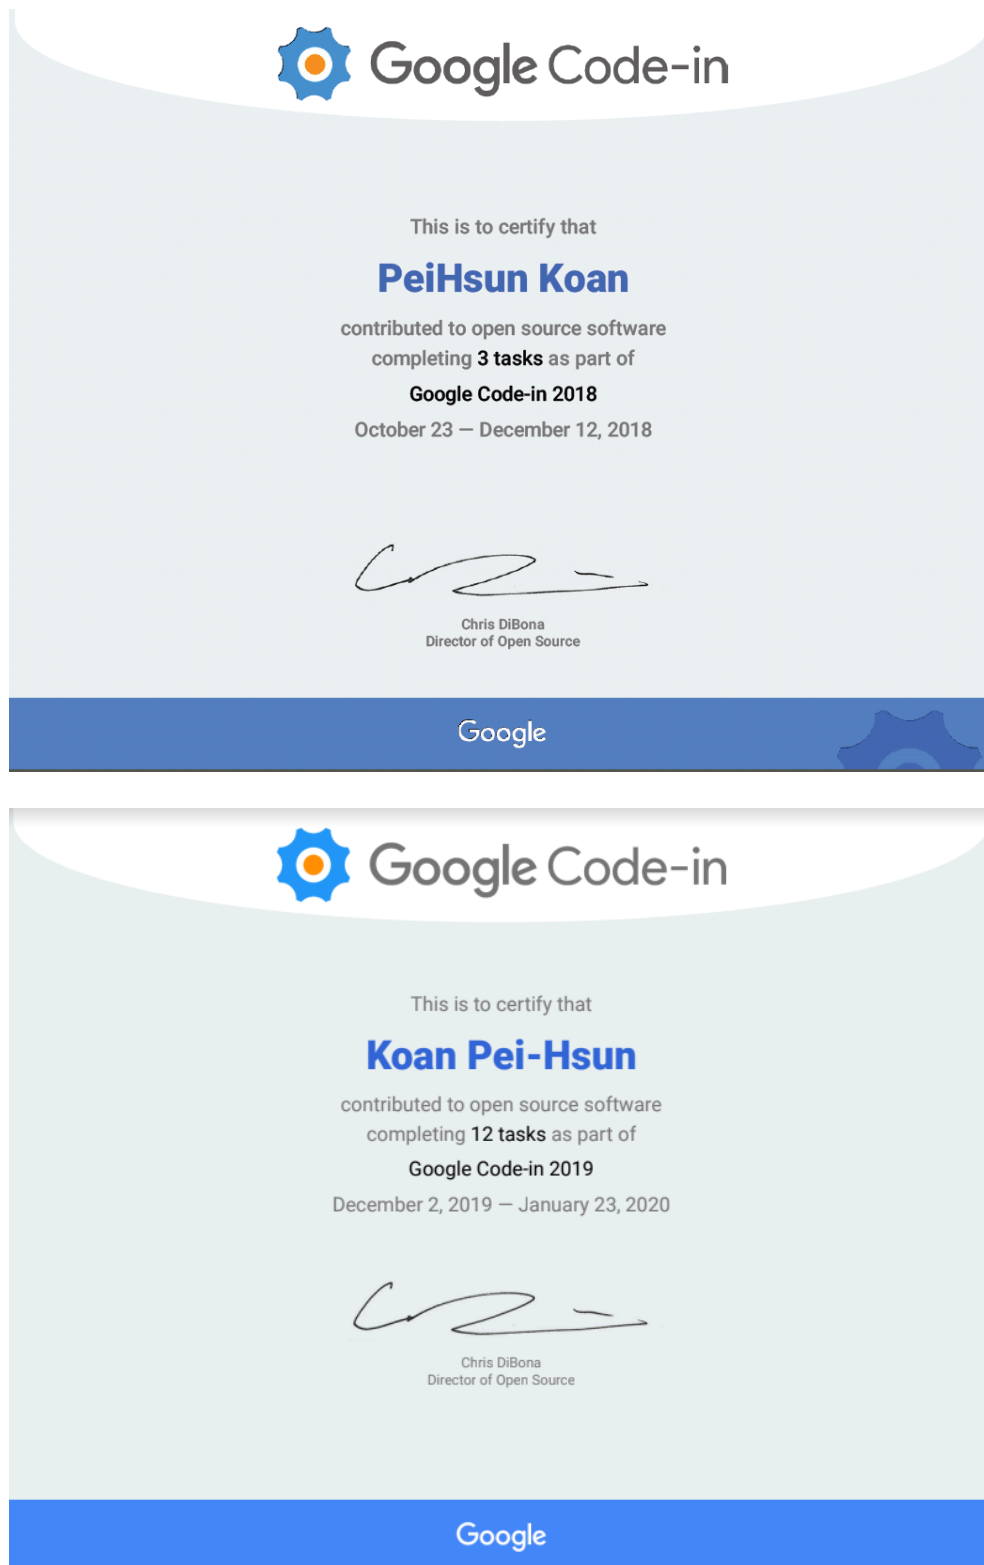 Google Code-in
This is to certify that
PeiHsun Koan
contributed to open source software
completing 3 tasks as part of
Google Code-in 2018
October 23 — December 12, 2018
Chris DiBona
Director of Open Source
Google
Google Code-in
This is to certify that
Koan Pei-Hsun
contributed to open source software
completing 12 tasks as part of
Google Code-in 2019
December 2, 2019 — January 23, 2020
Chris DiBona
Director of Open Source
Google